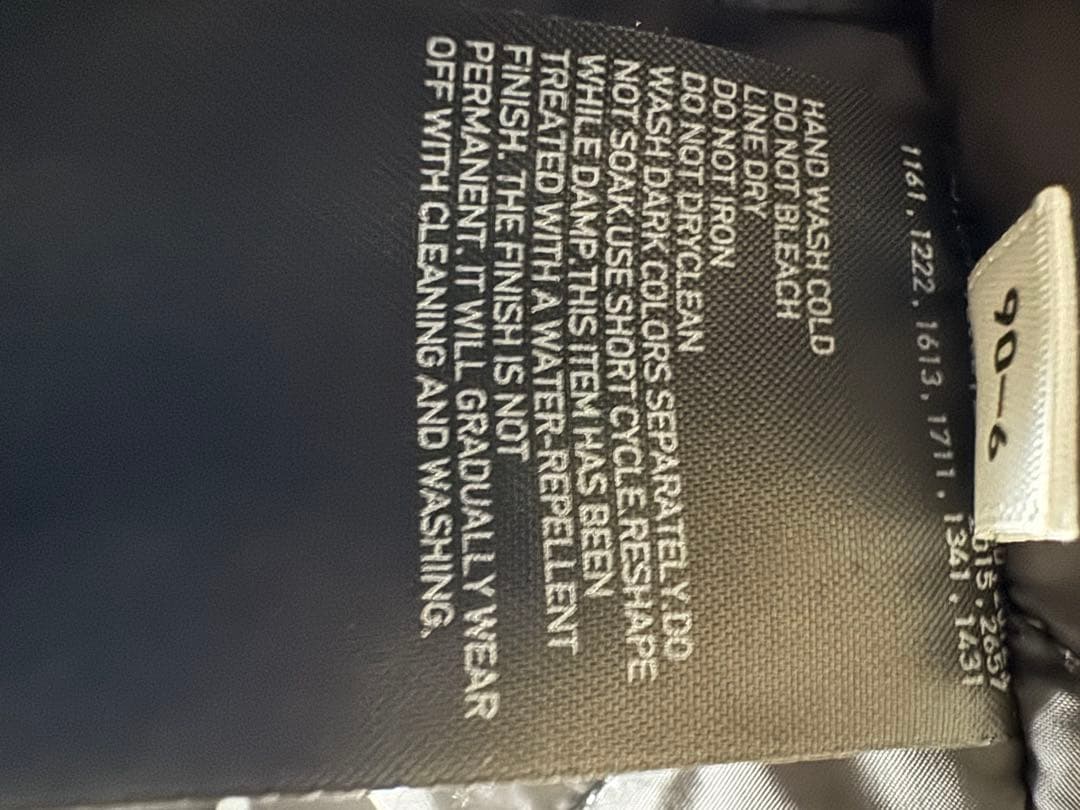 90-6
2657
1161 . 1222 . 1613 . 1711 . 1341 . 1431
HAND WASH COLD
DO NOT BLEACH
LINE DRY
DO NOT IRON
DO NOT DRYCLEAN
WASH DARK COLORS SEPARATELY.DO
NOT SOAK.USE SHORT CYCLE.RESHAPE
WHILE DAMP.THIS ITEM HAS BEEN
TREATED WITH A WATER-REPELLENT
FINISH. THE FINISH IS NOT
PERMANENT, IT WILL GRADUALLY WEAR
OFF WITH CLEANING AND WASHING.